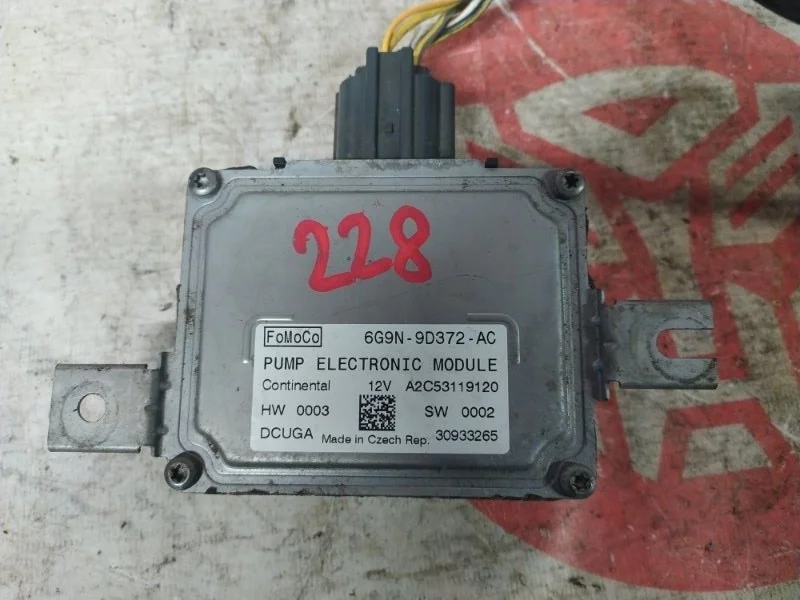 228
FoMoCo 6G9N-9D372-AC
PUMP ELECTRONIC MODULE
Continental 12V A2C53119120
HW 0003 SW 0002
DCUGA Made in Czech Rep. 30933265